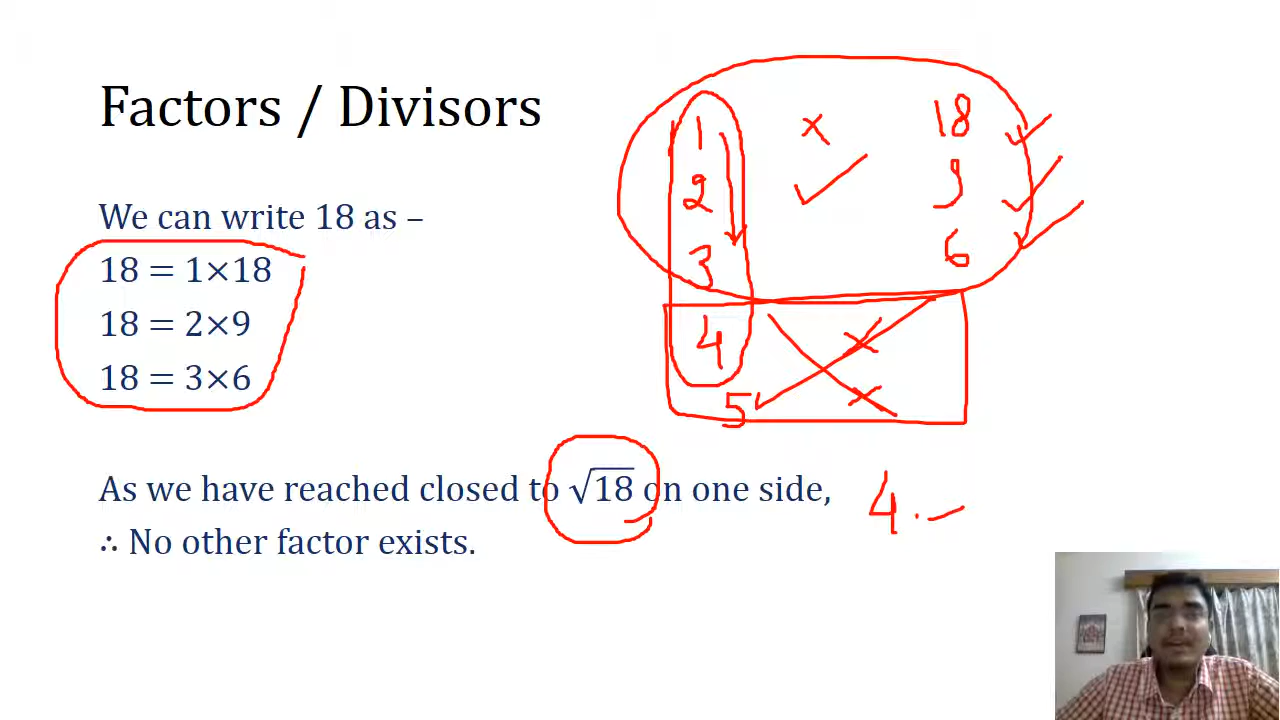 Factors / Divisors
We can write 18 as –
18 = 1×18
18 = 2×9
18 = 3×6
As we have reached closed to √18 on one side,
∴ No other factor exists.
1 × 18
2 9
3 6
4 ×
5 ×
4.